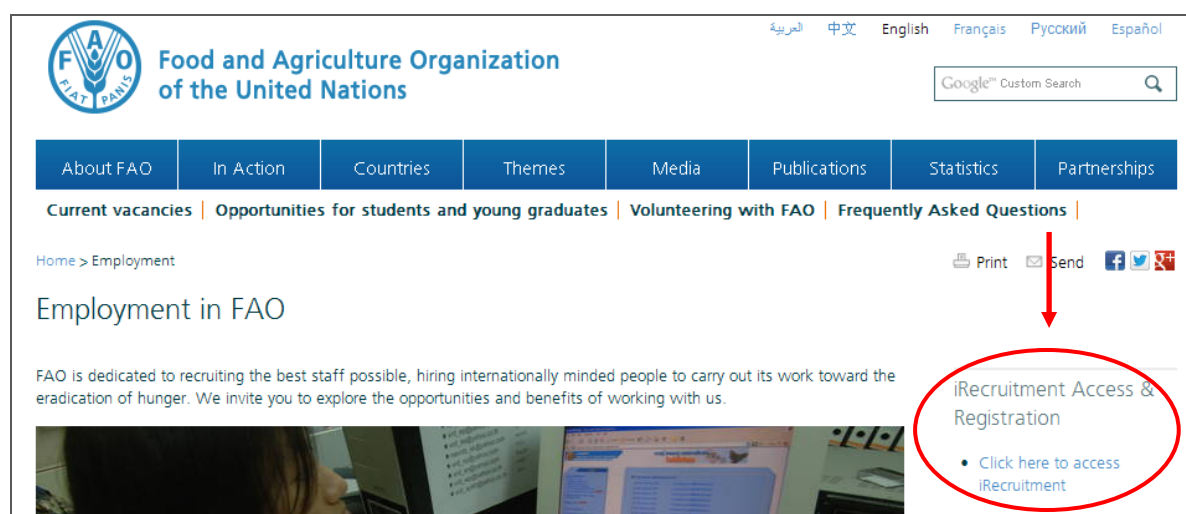 العربية 中文 English Français Русский Español
FAO
FIAT PANIS
Food and Agriculture Organization
of the United Nations
Google™ Custom Search
About FAO In Action Countries Themes Media Publications Statistics Partnerships
Current vacancies | Opportunities for students and young graduates | Volunteering with FAO | Frequently Asked Questions |
Home > Employment
Print Send
Employment in FAO
FAO is dedicated to recruiting the best staff possible, hiring internationally minded people to carry out its work toward the
eradication of hunger. We invite you to explore the opportunities and benefits of working with us.
iRecruitment Access &
Registration
• Click here to access
iRecruitment